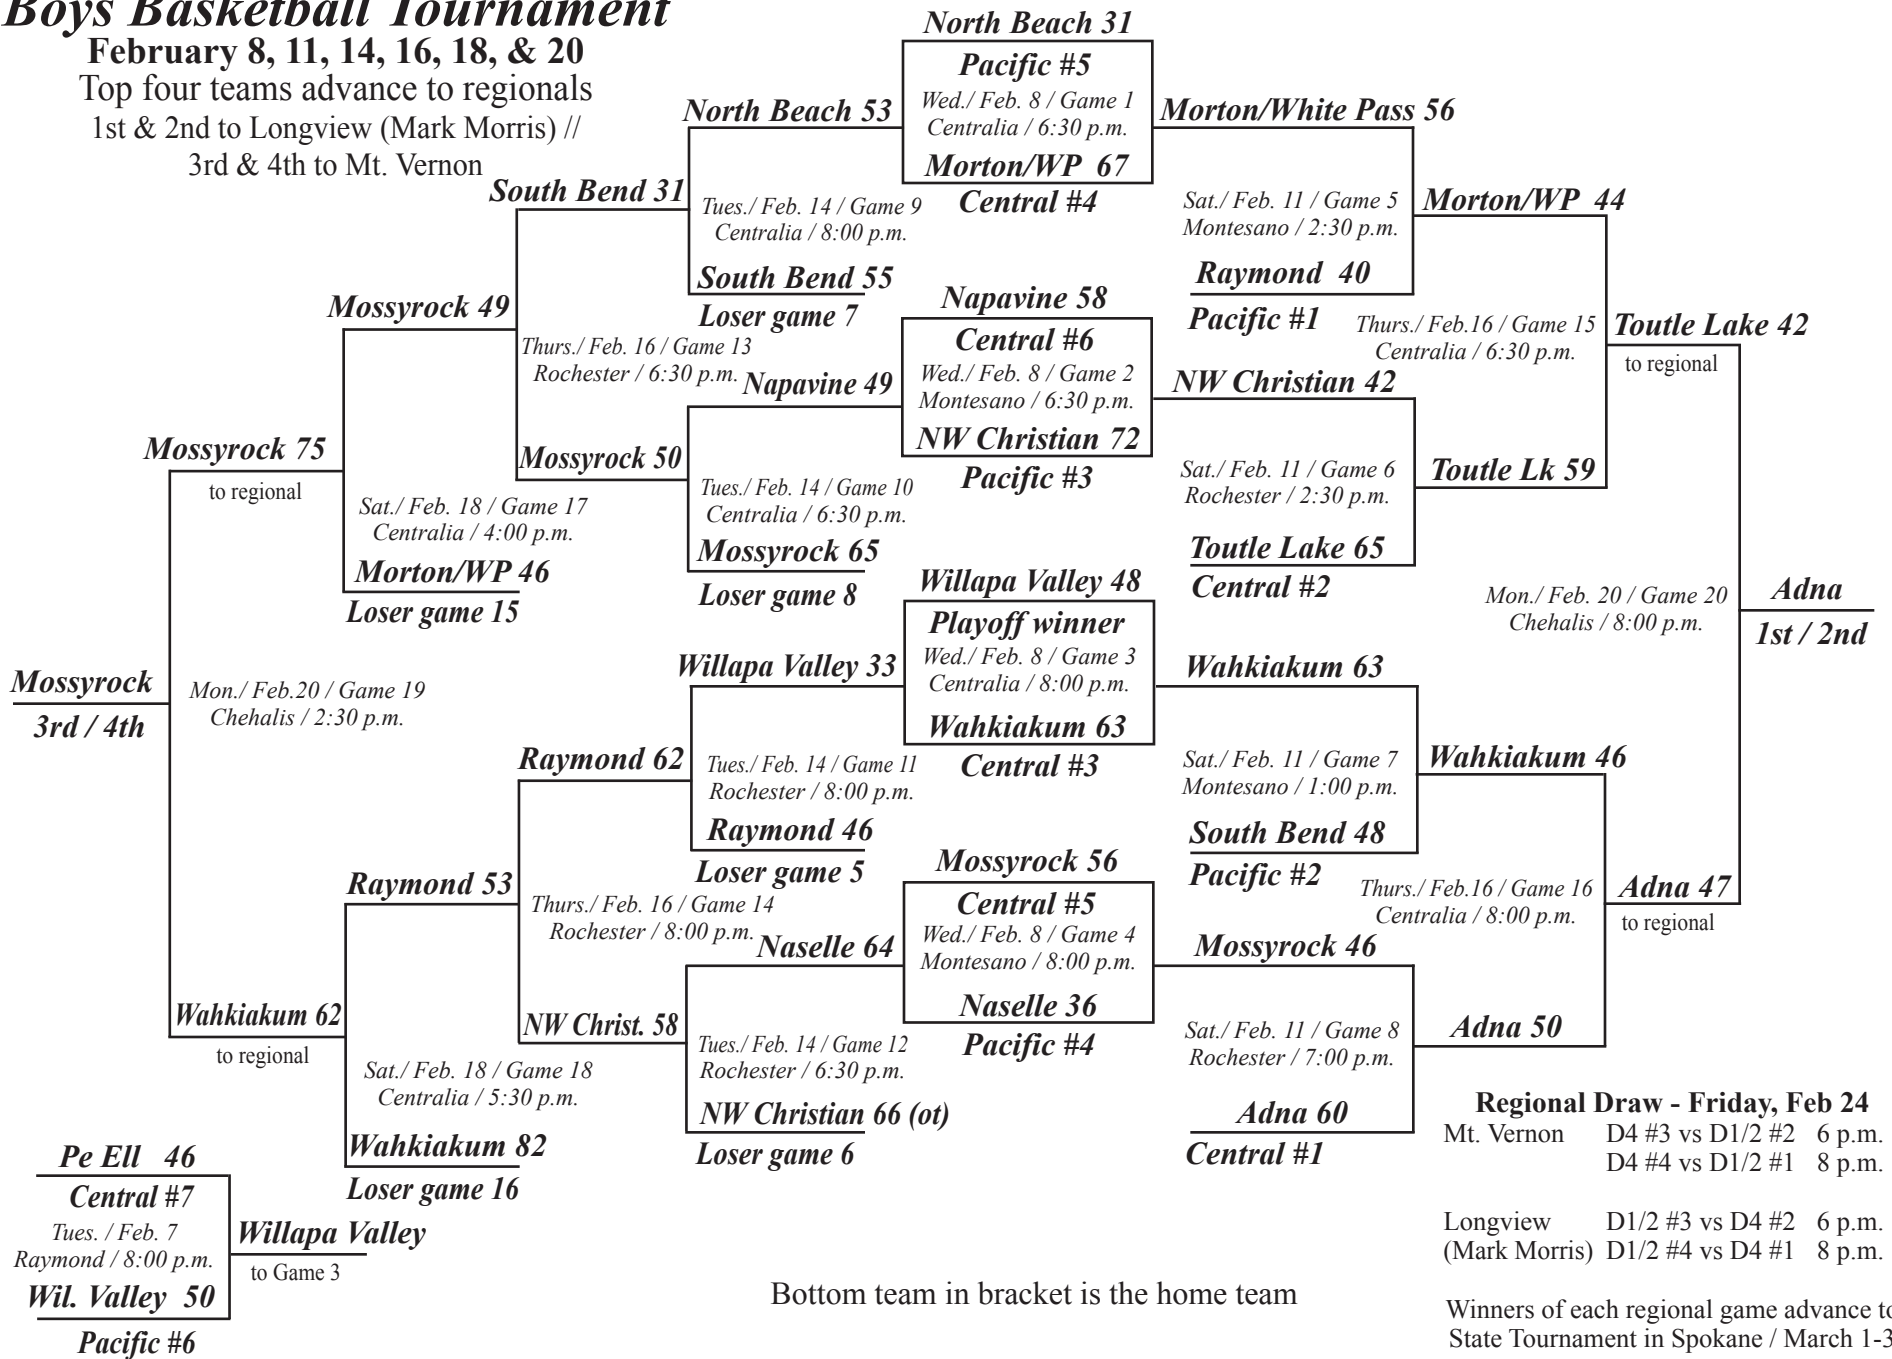 Boys Basketball Tournament
February 8, 11, 14, 16, 18, & 20
Top four teams advance to regionals
1st & 2nd to Longview (Mark Morris) //
3rd & 4th to Mt. Vernon
North Beach 31
Pacific #5
Wed./ Feb. 8 / Game 1
Centralia / 6:30 p.m.
Morton/WP 67
Central #4
Napavine 58
Central #6
Wed./ Feb. 8 / Game 2
Montesano / 6:30 p.m.
NW Christian 72
Pacific #3
Willapa Valley 48
Playoff winner
Wed./ Feb. 8 / Game 3
Centralia / 8:00 p.m.
Wahkiakum 63
Central #3
Mossyrock 56
Central #5
Wed./ Feb. 8 / Game 4
Montesano / 8:00 p.m.
Naselle 36
Pacific #4
Morton/White Pass 56
Sat./ Feb. 11 / Game 5
Montesano / 2:30 p.m.
Raymond 40
Pacific #1
NW Christian 42
Sat./ Feb. 11 / Game 6
Rochester / 2:30 p.m.
Toutle Lake 65
Central #2
Wahkiakum 63
Sat./ Feb. 11 / Game 7
Montesano / 1:00 p.m.
South Bend 48
Pacific #2
Mossyrock 46
Sat./ Feb. 11 / Game 8
Rochester / 7:00 p.m.
Adna 60
Central #1
Morton/WP 44
Thurs./ Feb.16 / Game 15
Centralia / 6:30 p.m.
Toutle Lk 59
Wahkiakum 46
Thurs./ Feb.16 / Game 16
Centralia / 8:00 p.m.
Adna 50
Toutle Lake 42
to regional
Mon./ Feb. 20 / Game 20
Chehalis / 8:00 p.m.
Adna 47
to regional
Adna
1st / 2nd
North Beach 53
Tues./ Feb. 14 / Game 9
Centralia / 8:00 p.m.
South Bend 55
Loser game 7
Napavine 49
Tues./ Feb. 14 / Game 10
Centralia / 6:30 p.m.
Mossyrock 65
Loser game 8
Willapa Valley 33
Tues./ Feb. 14 / Game 11
Rochester / 8:00 p.m.
Raymond 46
Loser game 5
Naselle 64
Tues./ Feb. 14 / Game 12
Rochester / 6:30 p.m.
NW Christian 66 (ot)
Loser game 6
South Bend 31
Thurs./ Feb. 16 / Game 13
Rochester / 6:30 p.m.
Mossyrock 50
Raymond 62
Thurs./ Feb. 16 / Game 14
Rochester / 8:00 p.m.
NW Christ. 58
Mossyrock 49
Sat./ Feb. 18 / Game 17
Centralia / 4:00 p.m.
Morton/WP 46
Loser game 15
Raymond 53
Sat./ Feb. 18 / Game 18
Centralia / 5:30 p.m.
Wahkiakum 82
Loser game 16
Mossyrock 75
to regional
Mon./ Feb.20 / Game 19
Chehalis / 2:30 p.m.
Wahkiakum 62
to regional
Mossyrock
3rd / 4th
Pe Ell 46
Central #7
Tues. / Feb. 7
Raymond / 8:00 p.m.
Wil. Valley 50
Pacific #6
Willapa Valley
to Game 3
Bottom team in bracket is the home team
Regional Draw - Friday, Feb 24
Mt. Vernon D4 #3 vs D1/2 #2 6 p.m.
D4 #4 vs D1/2 #1 8 p.m.
Longview D1/2 #3 vs D4 #2 6 p.m.
(Mark Morris) D1/2 #4 vs D4 #1 8 p.m.
Winners of each regional game advance to
State Tournament in Spokane / March 1-3